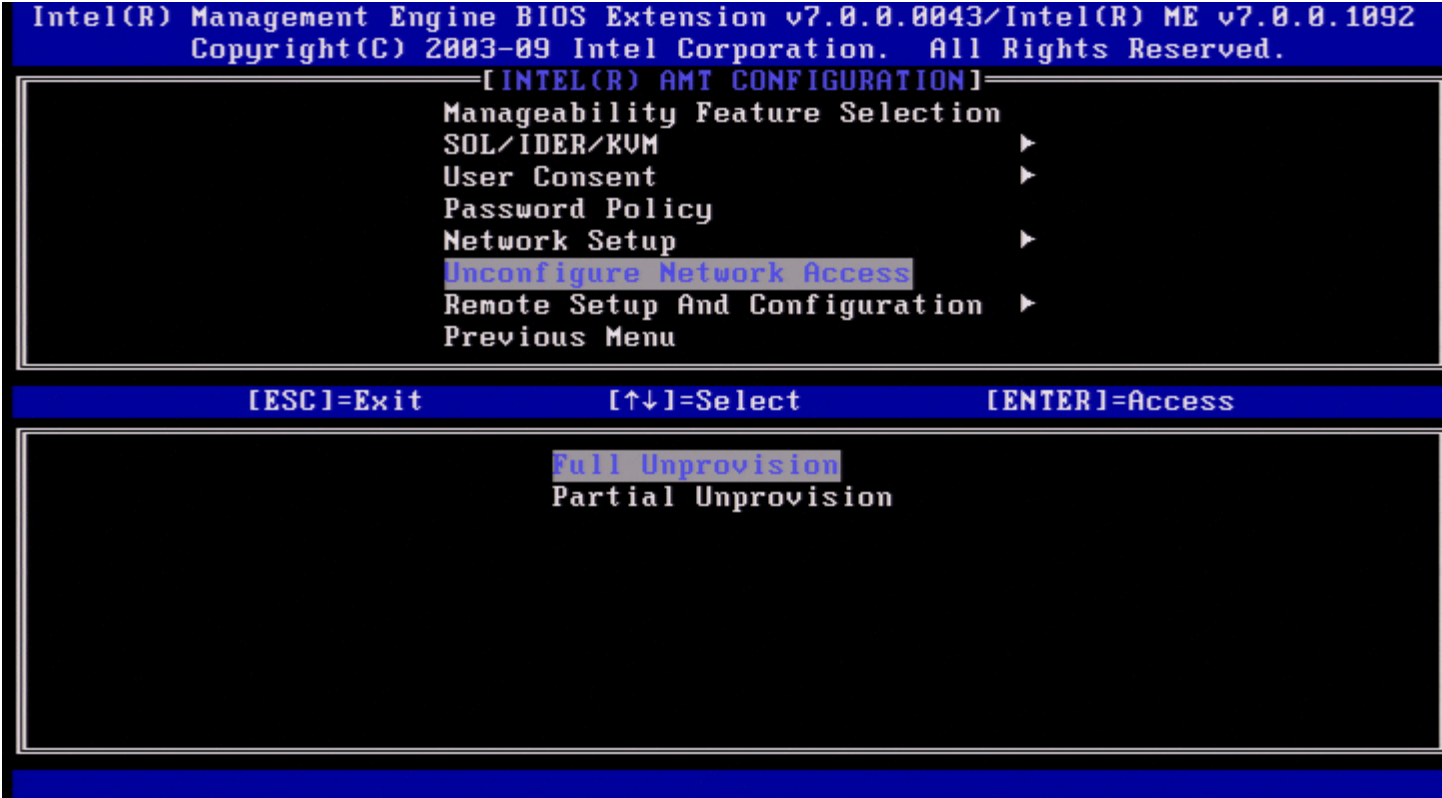 Intel(R) Management Engine BIOS Extension v7.0.0.0043/Intel(R) ME v7.0.0.1092
Copyright(C) 2003-09 Intel Corporation. All Rights Reserved.
[INTEL(R) AMT CONFIGURATION]
Manageability Feature Selection
SOL/IDER/KVM ►
User Consent ►
Password Policy
Network Setup ►
Unconfigure Network Access
Remote Setup And Configuration ►
Previous Menu
[ESC]=Exit [↑↓]=Select [ENTER]=Access
Full Unprovision
Partial Unprovision